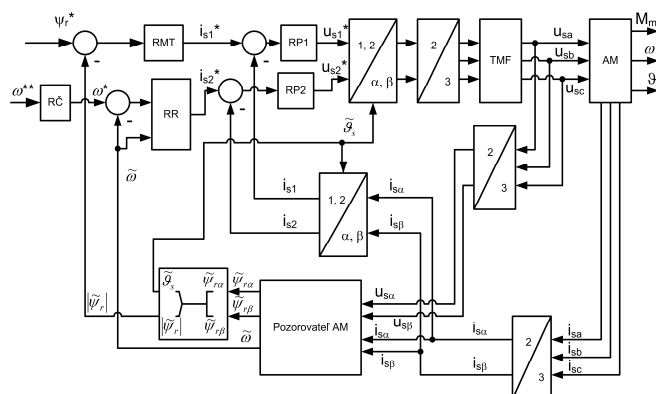 ψr* is1* us1* usa Mm
RMT RP1 1, 2 2 TMF usb AM ω
is2* us2* α, β 3 usc ϑ
ω** RČ ω* RR RP2
ω̃ ϑ̃s 2
is1 1, 2 isα 3
is2 α, β isβ
ϑ̃s ψ̃rα ψ̃rα usα
|ψ̃r| ψ̃rβ ψ̃rβ Pozorovateľ AM usβ
ω̃ isα isα 2 isa
isβ isβ 3 isb
isc